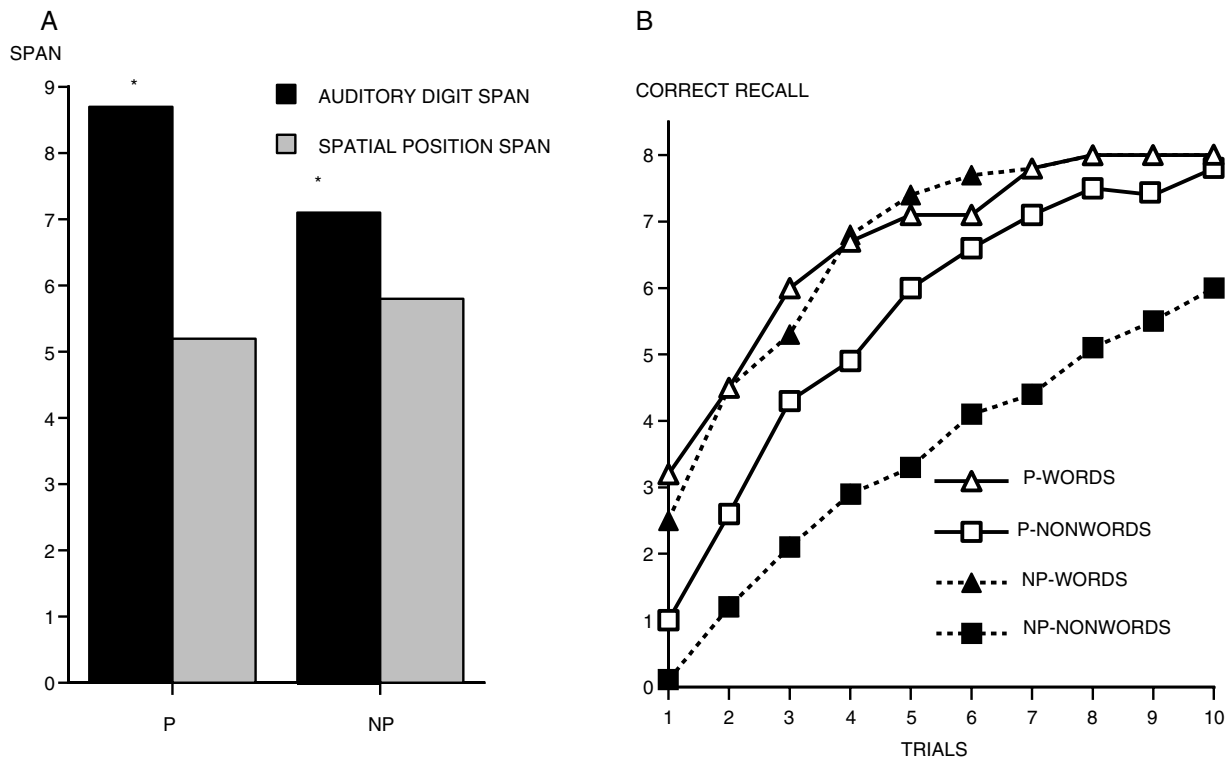 A
SPAN
9
8
7
6
5
4
3
2
1
0
*
*
AUDITORY DIGIT SPAN
SPATIAL POSITION SPAN
P NP
B
CORRECT RECALL
8
7
6
5
4
3
2
1
0
P-WORDS
P-NONWORDS
NP-WORDS
NP-NONWORDS
1 2 3 4 5 6 7 8 9 10
TRIALS